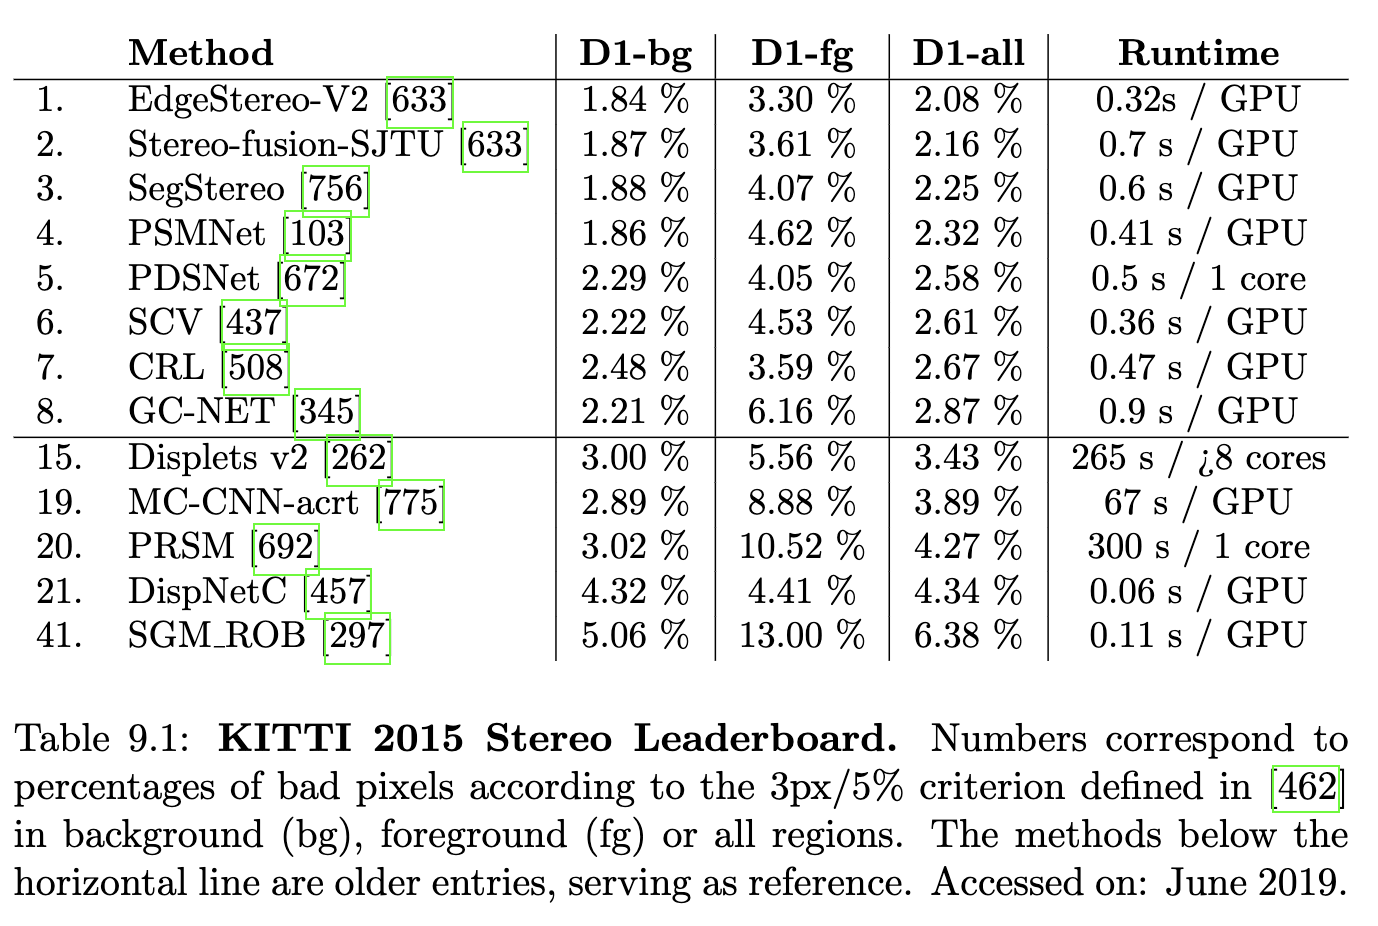 Method D1-bg D1-fg D1-all Runtime
1. EdgeStereo-V2 [633] 1.84 % 3.30 % 2.08 % 0.32s / GPU
2. Stereo-fusion-SJTU [633] 1.87 % 3.61 % 2.16 % 0.7 s / GPU
3. SegStereo [756] 1.88 % 4.07 % 2.25 % 0.6 s / GPU
4. PSMNet [103] 1.86 % 4.62 % 2.32 % 0.41 s / GPU
5. PDSNet [672] 2.29 % 4.05 % 2.58 % 0.5 s / 1 core
6. SCV [437] 2.22 % 4.53 % 2.61 % 0.36 s / GPU
7. CRL [508] 2.48 % 3.59 % 2.67 % 0.47 s / GPU
8. GC-NET [345] 2.21 % 6.16 % 2.87 % 0.9 s / GPU
15. Displets v2 [262] 3.00 % 5.56 % 3.43 % 265 s / ¿8 cores
19. MC-CNN-acrt [775] 2.89 % 8.88 % 3.89 % 67 s / GPU
20. PRSM [692] 3.02 % 10.52 % 4.27 % 300 s / 1 core
21. DispNetC [457] 4.32 % 4.41 % 4.34 % 0.06 s / GPU
41. SGM_ROB [297] 5.06 % 13.00 % 6.38 % 0.11 s / GPU
Table 9.1: KITTI 2015 Stereo Leaderboard. Numbers correspond to
percentages of bad pixels according to the 3px/5% criterion defined in [462]
in background (bg), foreground (fg) or all regions. The methods below the
horizontal line are older entries, serving as reference. Accessed on: June 2019.